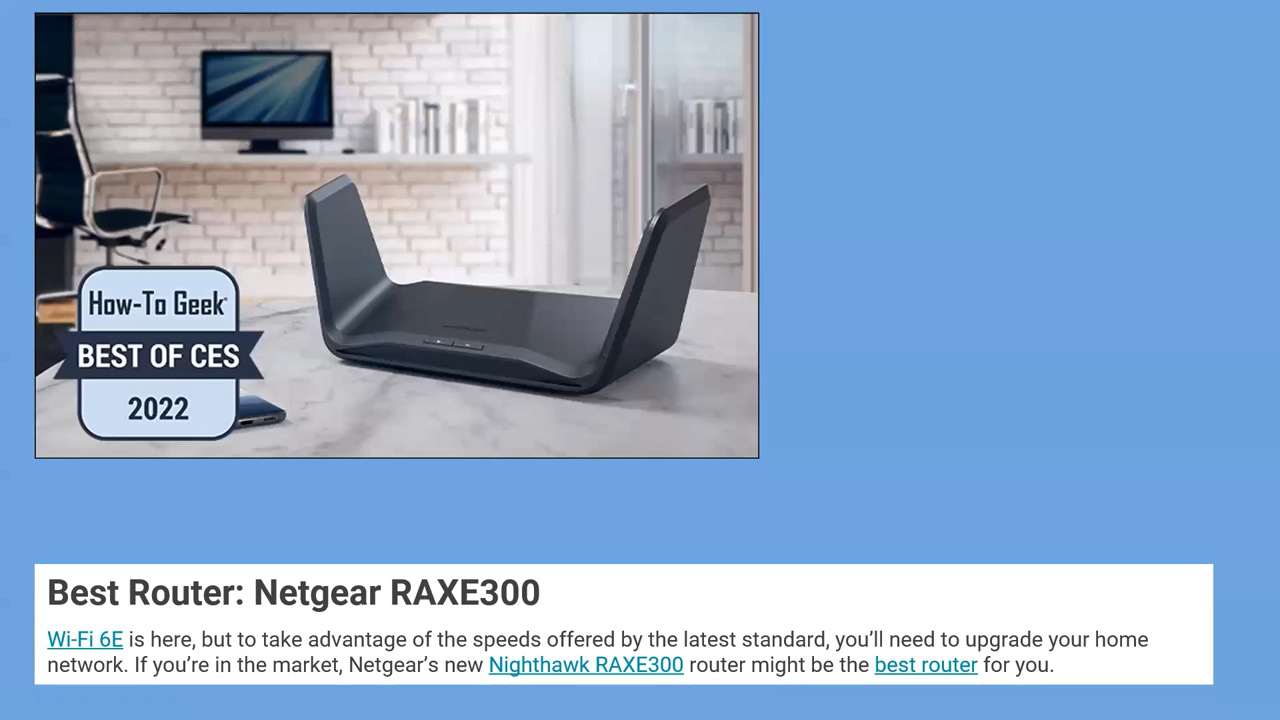 How-To Geek
BEST OF CES
2022
Best Router: Netgear RAXE300
Wi-Fi 6E is here, but to take advantage of the speeds offered by the latest standard, you’ll need to upgrade your home
network. If you’re in the market, Netgear’s new Nighthawk RAXE300 router might be the best router for you.